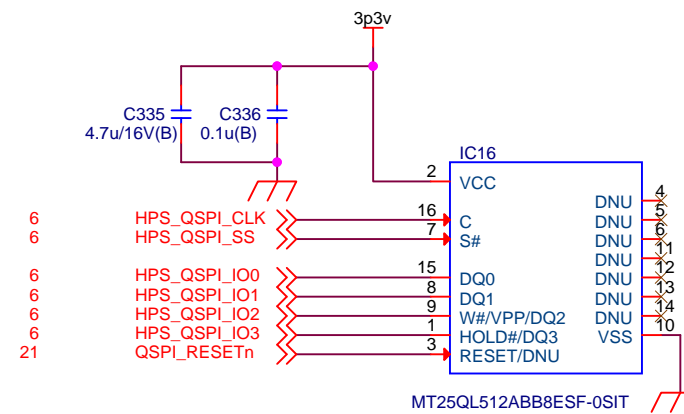 3p3v
C335
4.7u/16V(B)
C336
0.1u(B)
IC16
2 VCC
DNU 4
6 HPS_QSPI_CLK 16 C
DNU 5
6 HPS_QSPI_SS 7 S#
DNU 6
DNU 11
6 HPS_QSPI_IO0 15 DQ0
DNU 12
6 HPS_QSPI_IO1 8 DQ1
DNU 13
6 HPS_QSPI_IO2 9 W#/VPP/DQ2
DNU 14
6 HPS_QSPI_IO3 1 HOLD#/DQ3
VSS 10
21 QSPI_RESETn 3 RESET/DNU
MT25QL512ABB8ESF-0SIT